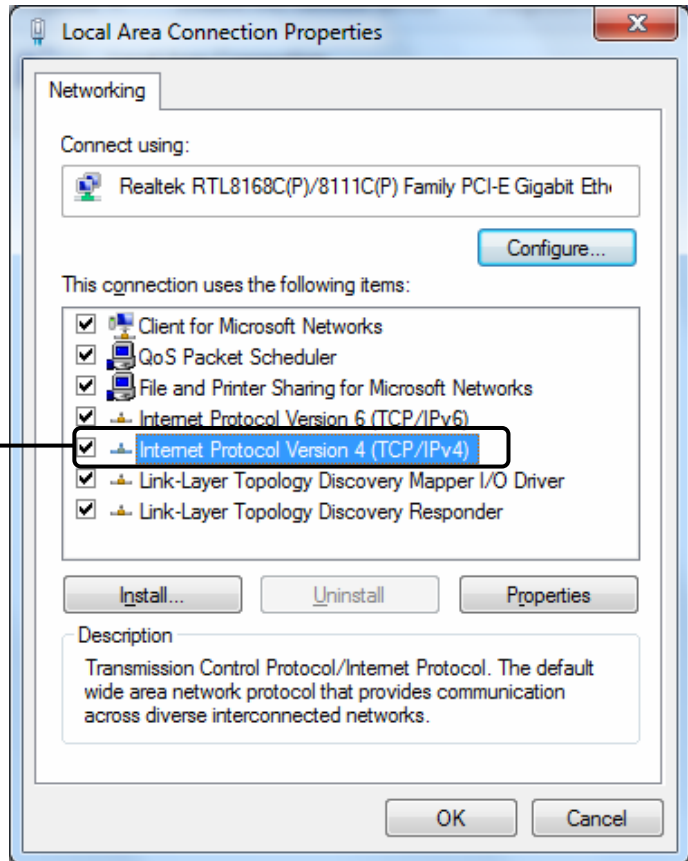 Local Area Connection Properties
Networking
Connect using:
Realtek RTL8168C(P)/8111C(P) Family PCI-E Gigabit Ethe
Configure...
This connection uses the following items:
Client for Microsoft Networks
QoS Packet Scheduler
File and Printer Sharing for Microsoft Networks
Internet Protocol Version 6 (TCP/IPv6)
Internet Protocol Version 4 (TCP/IPv4)
Link-Layer Topology Discovery Mapper I/O Driver
Link-Layer Topology Discovery Responder
Install... Uninstall Properties
Description
Transmission Control Protocol/Internet Protocol. The default
wide area network protocol that provides communication
across diverse interconnected networks.
OK Cancel